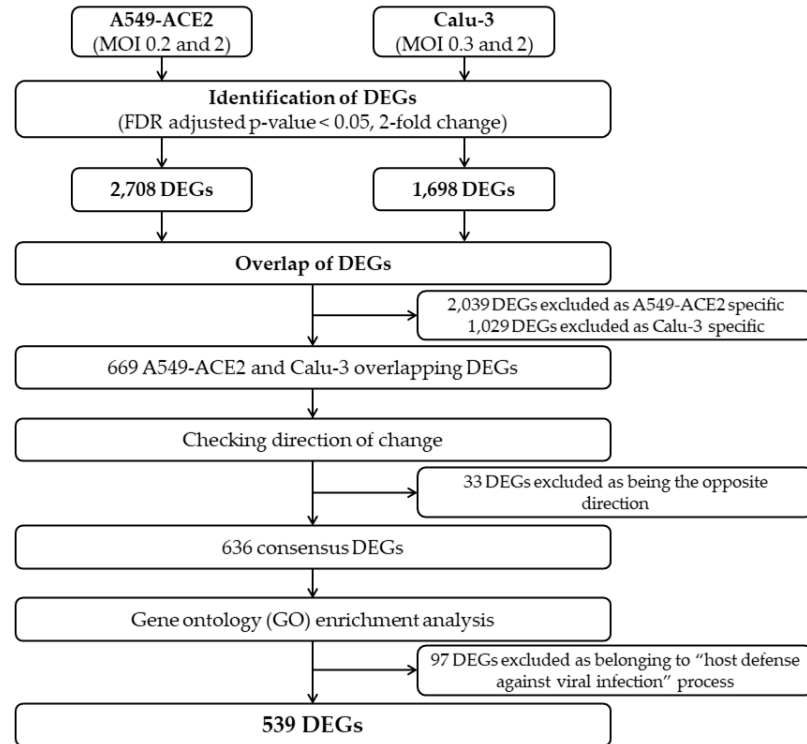 A549-ACE2
(MOI 0.2 and 2)
Calu-3
(MOI 0.3 and 2)
Identification of DEGs
(FDR adjusted p-value < 0.05, 2-fold change)
2,708 DEGs
1,698 DEGs
Overlap of DEGs
2,039 DEGs excluded as A549-ACE2 specific
1,029 DEGs excluded as Calu-3 specific
669 A549-ACE2 and Calu-3 overlapping DEGs
Checking direction of change
33 DEGs excluded as being the opposite
direction
636 consensus DEGs
Gene ontology (GO) enrichment analysis
97 DEGs excluded as belonging to “host defense
against viral infection” process
539 DEGs